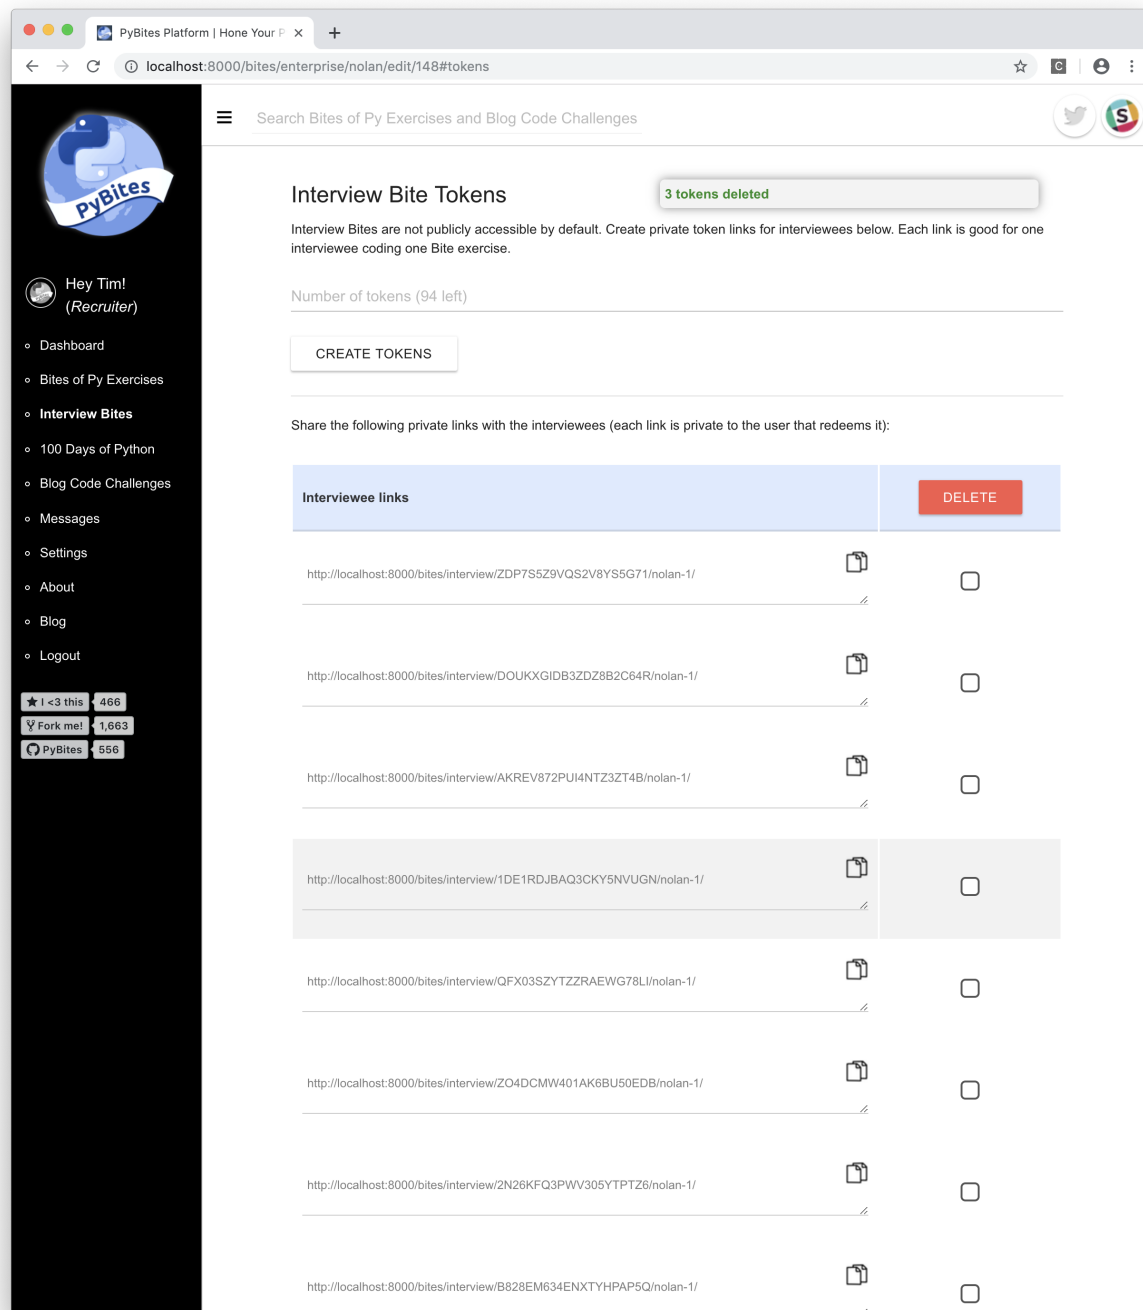 PyBites Platform | Hone Your P
localhost:8000/bites/enterprise/nolan/edit/148#tokens
C
PyBites
Search Bites of Py Exercises and Blog Code Challenges
S
Hey Tim!
(Recruiter)
Dashboard
Bites of Py Exercises
Interview Bites
100 Days of Python
Blog Code Challenges
Messages
Settings
About
Blog
Logout
I <3 this 466
Fork me! 1,663
PyBites 556
Interview Bite Tokens
3 tokens deleted
Interview Bites are not publicly accessible by default. Create private token links for interviewees below. Each link is good for one
interviewee coding one Bite exercise.
Number of tokens (94 left)
CREATE TOKENS
Share the following private links with the interviewees (each link is private to the user that redeems it):
Interviewee links
DELETE
http://localhost:8000/bites/interview/ZDP7S5Z9VQS2V8YS5G71/nolan-1/
http://localhost:8000/bites/interview/DOUKXGIDB3ZDZ8B2C64R/nolan-1/
http://localhost:8000/bites/interview/AKREV872PUI4NTZ3ZT4B/nolan-1/
http://localhost:8000/bites/interview/1DE1RDJBAQ3CKY5NVUGN/nolan-1/
http://localhost:8000/bites/interview/QFX03SZYTZZRAEWG78LI/nolan-1/
http://localhost:8000/bites/interview/ZO4DCMW401AK6BU50EDB/nolan-1/
http://localhost:8000/bites/interview/2N26KFQ3PWV305YTPTZ6/nolan-1/
http://localhost:8000/bites/interview/B828EM634ENXTYHPAP5Q/nolan-1/